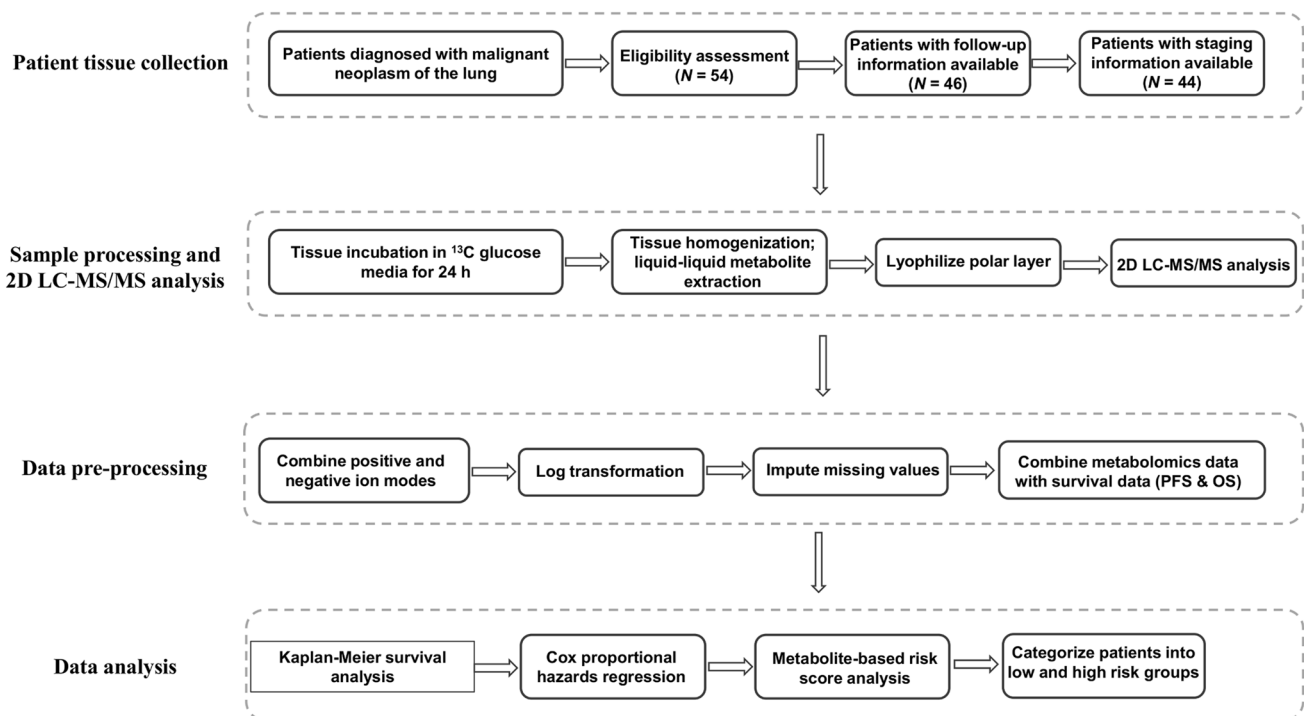 Patient tissue collection
Patients diagnosed with malignant
neoplasm of the lung
Eligibility assessment
(N = 54)
Patients with follow-up
information available
(N = 46)
Patients with staging
information available
(N = 44)
Sample processing and
2D LC-MS/MS analysis
Tissue incubation in ¹³C glucose
media for 24 h
Tissue homogenization;
liquid-liquid metabolite
extraction
Lyophilize polar layer
2D LC-MS/MS analysis
Data pre-processing
Combine positive and
negative ion modes
Log transformation
Impute missing values
Combine metabolomics data
with survival data (PFS & OS)
Data analysis
Kaplan-Meier survival
analysis
Cox proportional
hazards regression
Metabolite-based risk
score analysis
Categorize patients into
low and high risk groups